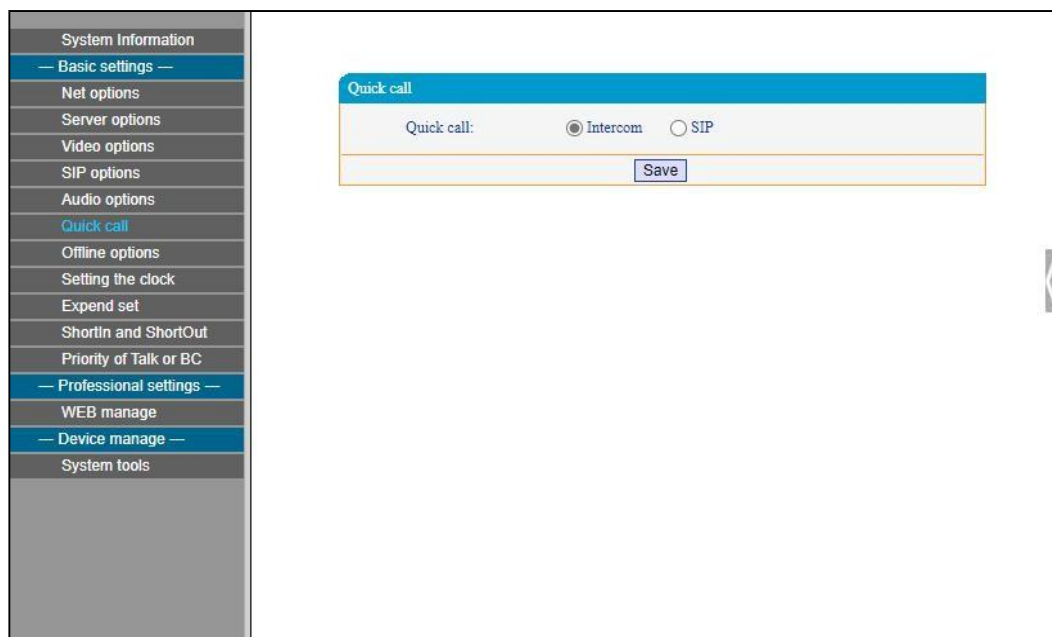 System Information
— Basic settings —
Net options
Server options
Video options
SIP options
Audio options
Quick call
Offline options
Setting the clock
Expend set
ShortIn and ShortOut
Priority of Talk or BC
— Professional settings —
WEB manage
— Device manage —
System tools
Quick call
Quick call: Intercom SIP
Save